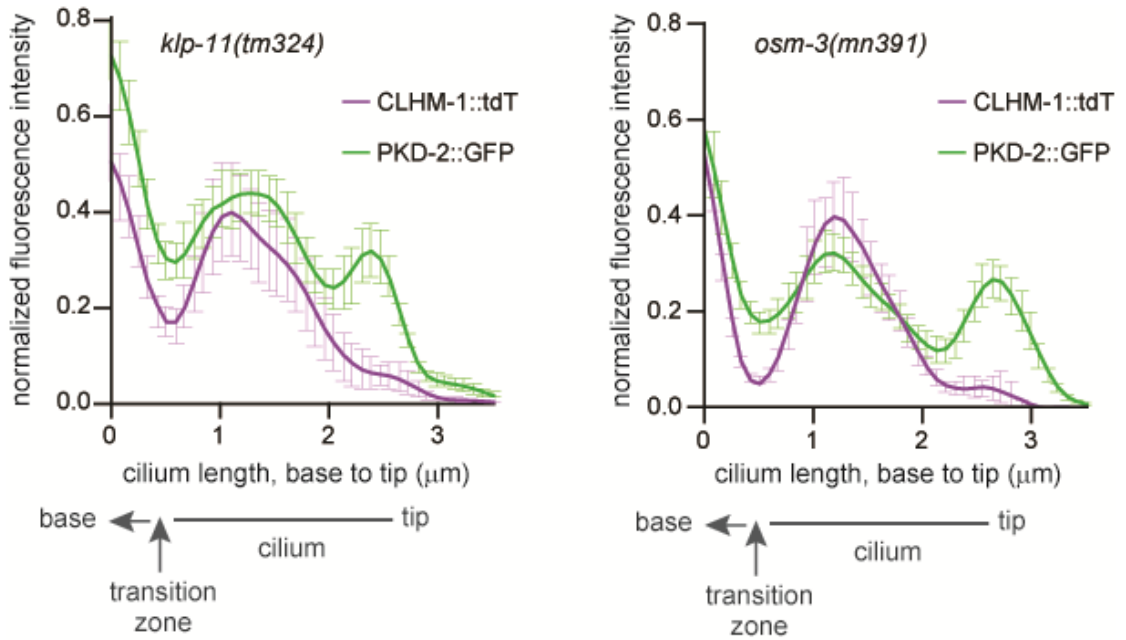 normalized fluorescence intensity
0.8
0.6
0.4
0.2
0.0
klp-11(tm324)
CLHM-1::tdT
PKD-2::GFP
0 1 2 3
cilium length, base to tip (μm)
base
tip
cilium
transition
zone
normalized fluorescence intensity
0.8
0.6
0.4
0.2
0.0
osm-3(mn391)
CLHM-1::tdT
PKD-2::GFP
0 1 2 3
cilium length, base to tip (μm)
base
tip
cilium
transition
zone